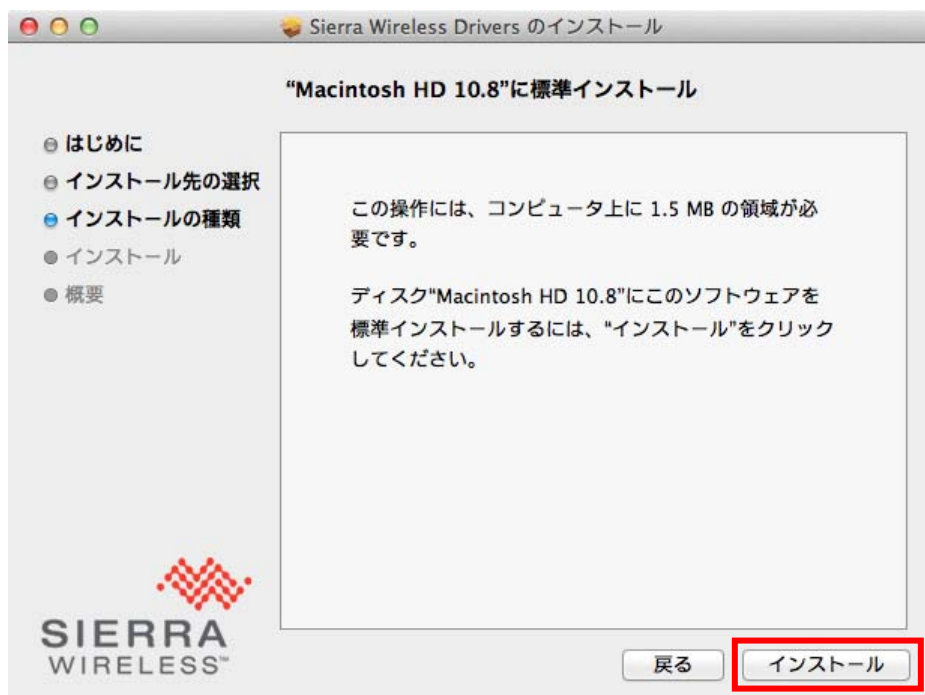 Sierra Wireless Drivers のインストール
“Macintosh HD 10.8”に標準インストール
はじめに
インストール先の選択
インストールの種類
インストール
概要
この操作には、コンピュータ上に 1.5 MB の領域が必
要です。
ディスク“Macintosh HD 10.8”にこのソフトウェアを
標準インストールするには、“インストール”をクリック
してください。
SIERRA
WIRELESS™
戻る
インストール